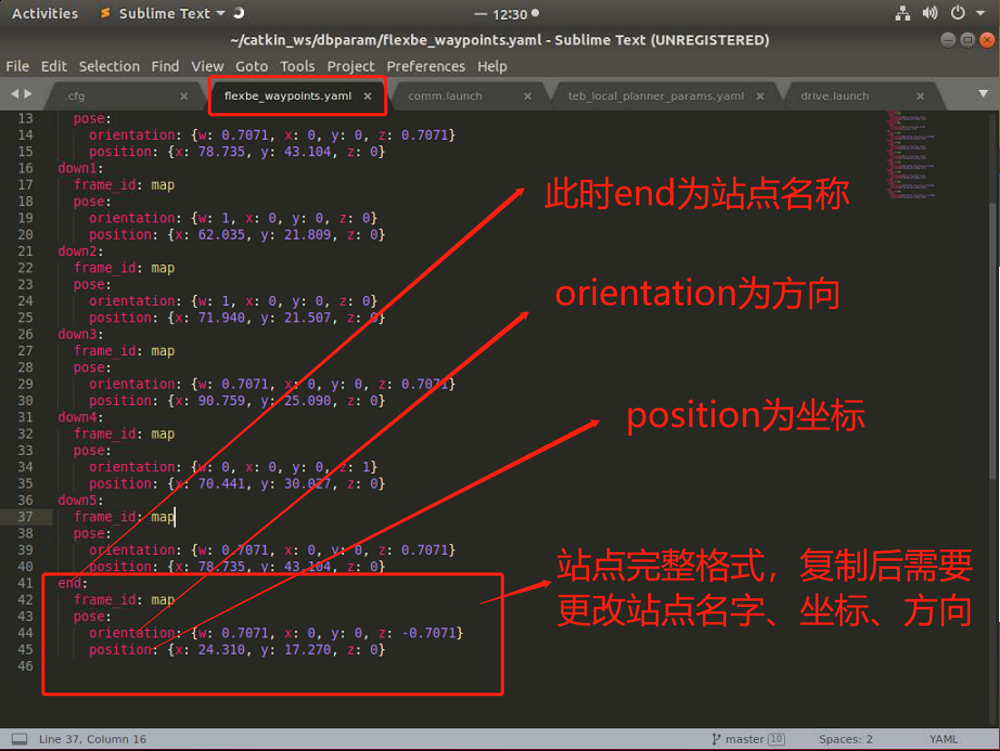 Activities Sublime Text 12:30
~/catkin_ws/dbparam/flexbe_waypoints.yaml - Sublime Text (UNREGISTERED)
File Edit Selection Find View Goto Tools Project Preferences Help
.cfg flexbe_waypoints.yaml comm.launch teb_local_planner_params.yaml drive.launch
13 pose:
14 orientation: {w: 0.7071, x: 0, y: 0, z: 0.7071}
15 position: {x: 78.735, y: 43.104, z: 0}
16 down1:
17 frame_id: map
18 pose:
19 orientation: {w: 1, x: 0, y: 0, z: 0}
20 position: {x: 62.035, y: 21.809, z: 0}
21 down2:
22 frame_id: map
23 pose:
24 orientation: {w: 1, x: 0, y: 0, z: 0}
25 position: {x: 71.940, y: 21.507, z: 0}
26 down3:
27 frame_id: map
28 pose:
29 orientation: {w: 0.7071, x: 0, y: 0, z: 0.7071}
30 position: {x: 90.759, y: 25.090, z: 0}
31 down4:
32 frame_id: map
33 pose:
34 orientation: {w: 0, x: 0, y: 0, z: 1}
35 position: {x: 70.441, y: 30.027, z: 0}
36 down5:
37 frame_id: map
38 pose:
39 orientation: {w: 0.7071, x: 0, y: 0, z: 0.7071}
40 position: {x: 78.735, y: 43.104, z: 0}
41 end:
42 frame_id: map
43 pose:
44 orientation: {w: 0.7071, x: 0, y: 0, z: -0.7071}
45 position: {x: 24.310, y: 17.270, z: 0}
46
此时end为站点名称
orientation为方向
position为坐标
站点完整格式，复制后需要
更改站点名字、坐标、方向
Line 37, Column 16 master 10 Spaces: 2 YAML